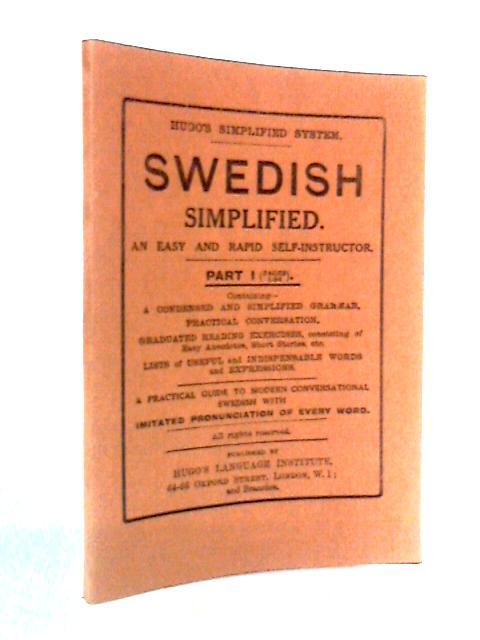 HUGO'S SIMPLIFIED SYSTEM.
SWEDISH
SIMPLIFIED.
AN EASY AND RAPID SELF-INSTRUCTOR.
PART I
Containing—
A CONDENSED AND SIMPLIFIED GRAMMAR,
PRACTICAL CONVERSATION,
GRADUATED READING EXERCISES, consisting of
Easy Anecdotes, Short Stories, etc.
LISTS of USEFUL and INDISPENSABLE WORDS
and EXPRESSIONS.
A PRACTICAL GUIDE TO MODERN CONVERSATIONAL
SWEDISH WITH
IMITATED PRONUNCIATION OF EVERY WORD.
All rights reserved.
PUBLISHED BY
HUGO'S LANGUAGE INSTITUTE,
64-66 OXFORD STREET, LONDON, W. 1;
and Branches.